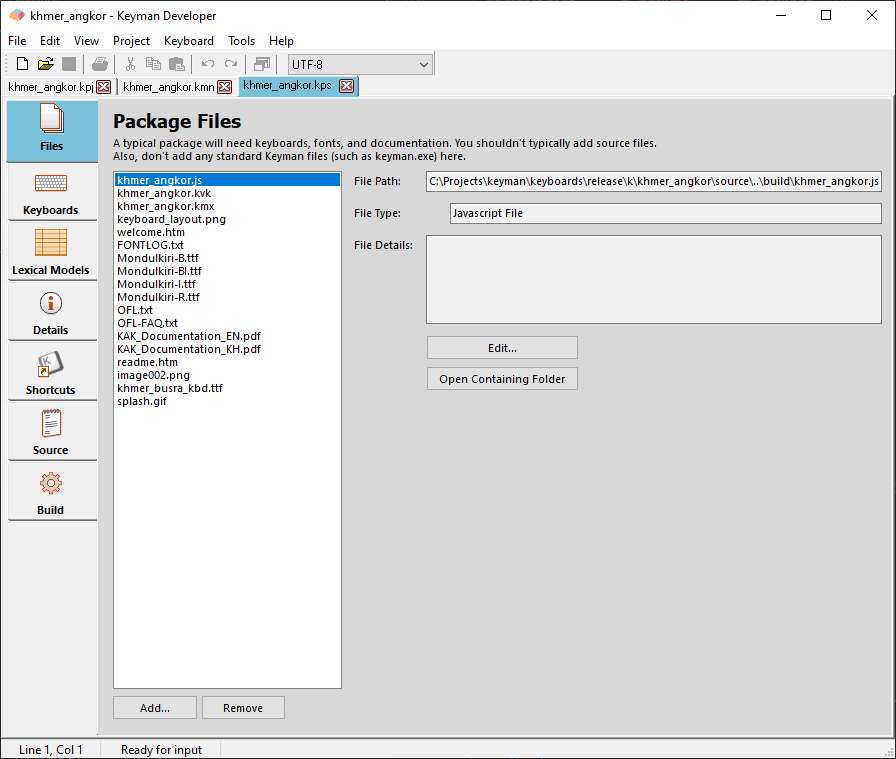 khmer_angkor - Keyman Developer
File Edit View Project Keyboard Tools Help
UTF-8
khmer_angkor.kpj khmer_angkor.kmn khmer_angkor.kps
Files
Keyboards
Lexical Models
Details
Shortcuts
Source
Build
Package Files
A typical package will need keyboards, fonts, and documentation. You shouldn't typically add source files.
Also, don't add any standard Keyman files (such as keyman.exe) here.
khmer_angkor.js
khmer_angkor.kvk
khmer_angkor.kmx
keyboard_layout.png
welcome.htm
FONTLOG.txt
Mondulkiri-B.ttf
Mondulkiri-BI.ttf
Mondulkiri-I.ttf
Mondulkiri-R.ttf
OFL.txt
OFL-FAQ.txt
KAK_Documentation_EN.pdf
KAK_Documentation_KH.pdf
readme.htm
image002.png
khmer_busra_kbd.ttf
splash.gif
Add... Remove
File Path: C:\Projects\keyman\keyboards\release\k\khmer_angkor\source\..\build\khmer_angkor.js
File Type: Javascript File
File Details:
Edit...
Open Containing Folder
Line 1, Col 1 Ready for input